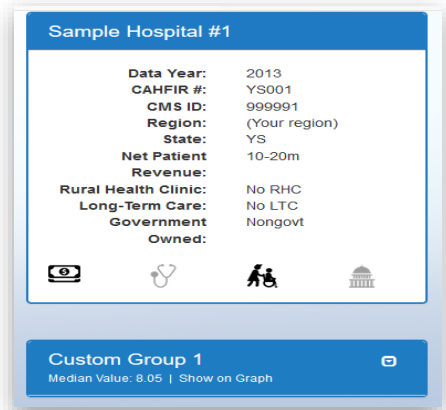 Sample Hospital #1
Data Year: 2013
CAHFIR #: YS001
CMS ID: 999991
Region: (Your region)
State: YS
Net Patient Revenue: 10-20m
Rural Health Clinic: No RHC
Long-Term Care: No LTC
Government Owned: Nongovt
Custom Group 1
Median Value: 8.05 | Show on Graph